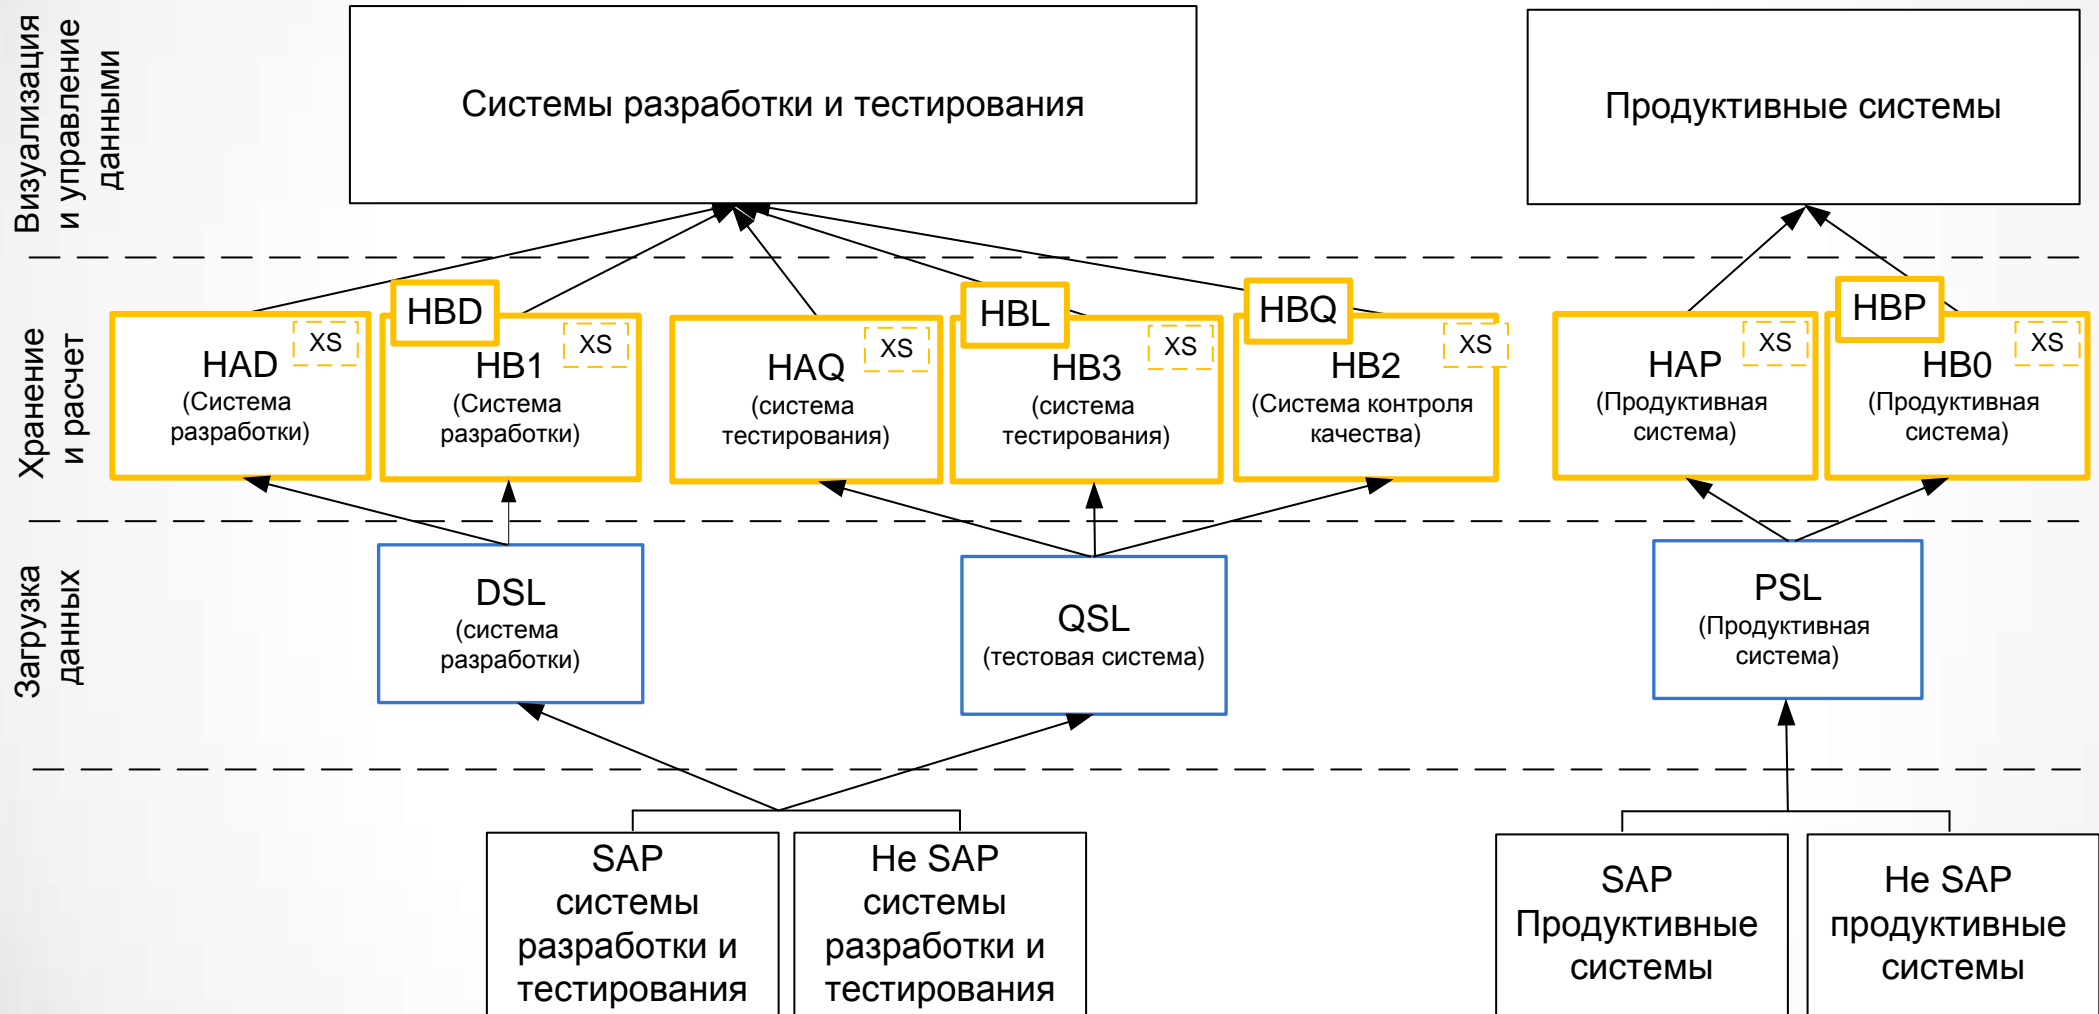 Визуализация
и управление
данными
Системы разработки и тестирования
Продуктивные системы
Хранение
и расчет
HAD
XS
(Система
разработки)
HBD
HB1
XS
(Система
разработки)
HAQ
XS
(система
тестирования)
HBL
HB3
XS
(система
тестирования)
HBQ
HB2
XS
(Система контроля
качества)
HAP
XS
(Продуктивная
система)
HBP
HB0
XS
(Продуктивная
система)
Загрузка
данных
DSL
(система
разработки)
QSL
(тестовая система)
PSL
(Продуктивная
система)
SAP
системы
разработки и
тестирования
Не SAP
системы
разработки и
тестирования
SAP
Продуктивные
системы
Не SAP
продуктивные
системы